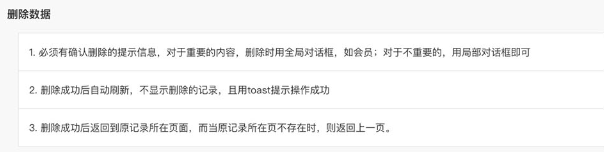 删除数据
1. 必须有确认删除的提示信息，对于重要的内容，删除时用全局对话框，如会员；对于不重要的，用局部对话框即可
2. 删除成功后自动刷新，不显示删除的记录，且用toast提示操作成功
3. 删除成功后返回到原记录所在页面，而当原记录所在页不存在时，则返回上一页。